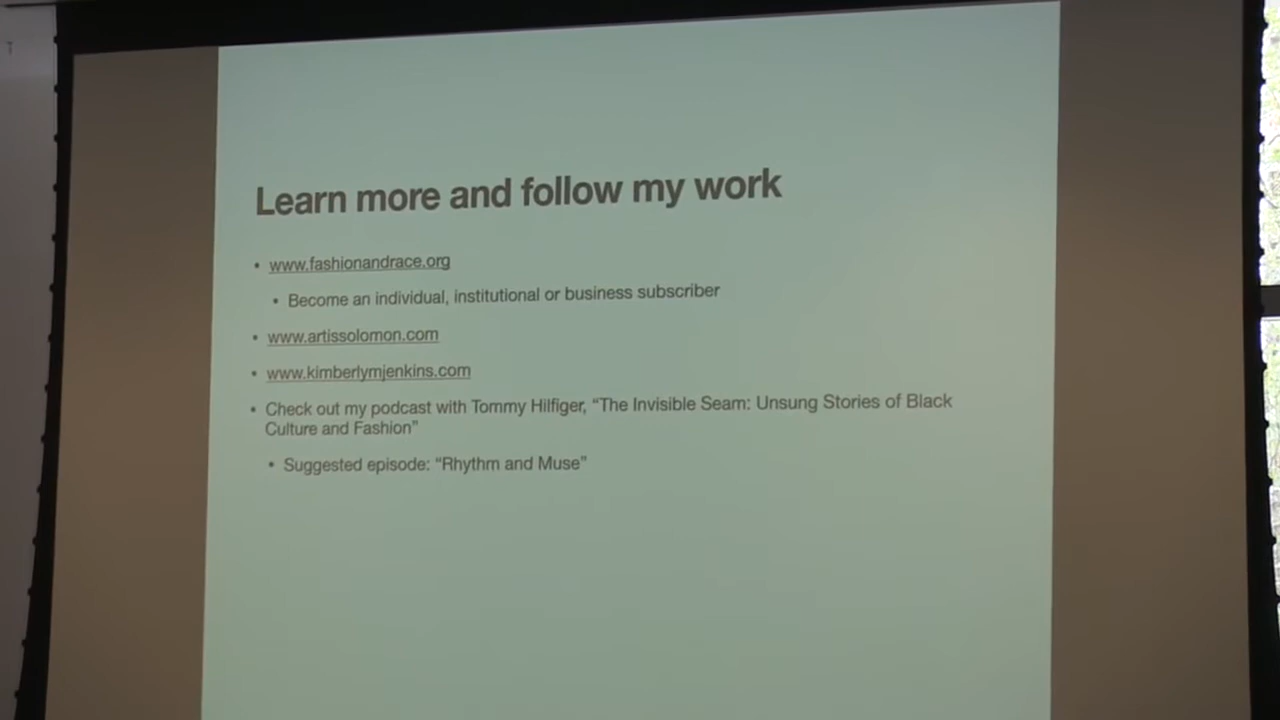 Learn more and follow my work
• www.fashionandrace.org
• Become an individual, institutional or business subscriber
• www.artissolomon.com
• www.kimberlymjenkins.com
• Check out my podcast with Tommy Hilfiger, “The Invisible Seam: Unsung Stories of Black
Culture and Fashion”
• Suggested episode: “Rhythm and Muse”